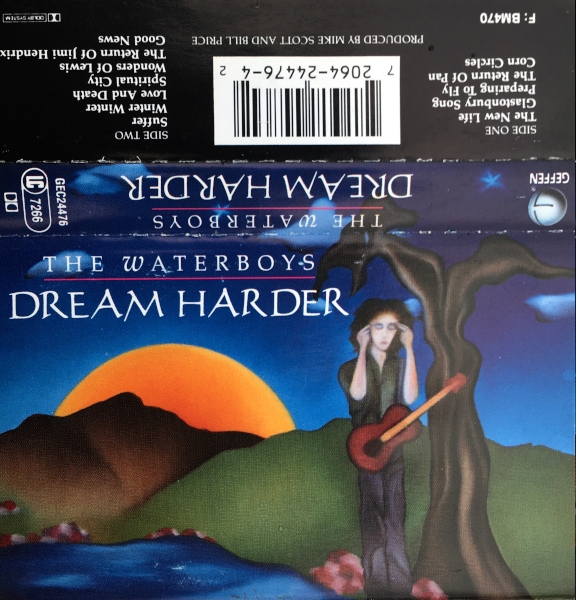 THE WATERBOYS
DREAM HARDER
GEFFEN
THE WATERBOYS
DREAM HARDER
GEC24476
LC
7266
SIDE ONE
The New Life
Glastonbury Song
Preparing To Fly
The Return Of Pan
Corn Circles
SIDE TWO
Suffer
Winter Winter
Love And Death
Spiritual City
Wonders Of Lewis
The Return Of Jimi Hendrix
Good News
7 2064-24476-4 2
PRODUCED BY MIKE SCOTT AND BILL PRICE
F: BM470
DOLBY SYSTEM